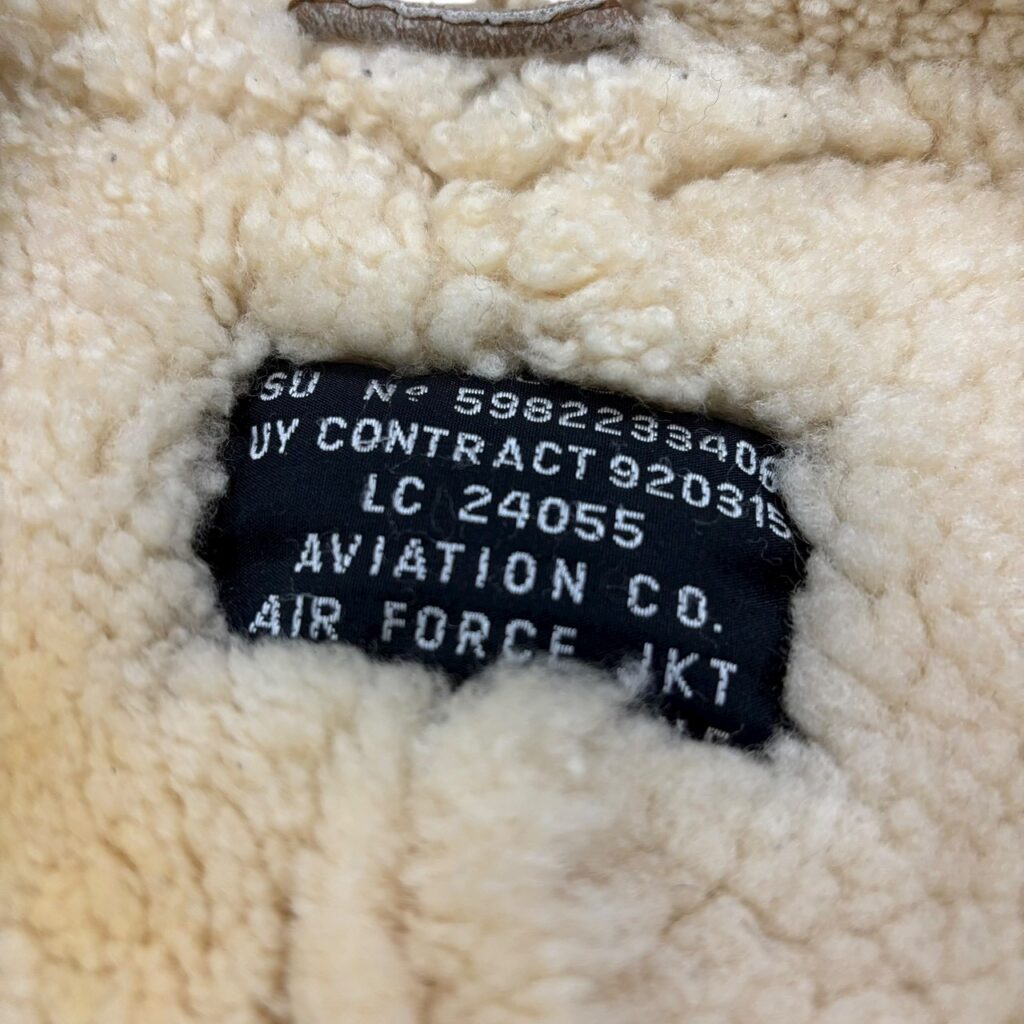 SU Nº 5982233406
UY CONTRACT 920315
LC 24055
AVIATION CO.
AIR FORCE JKT